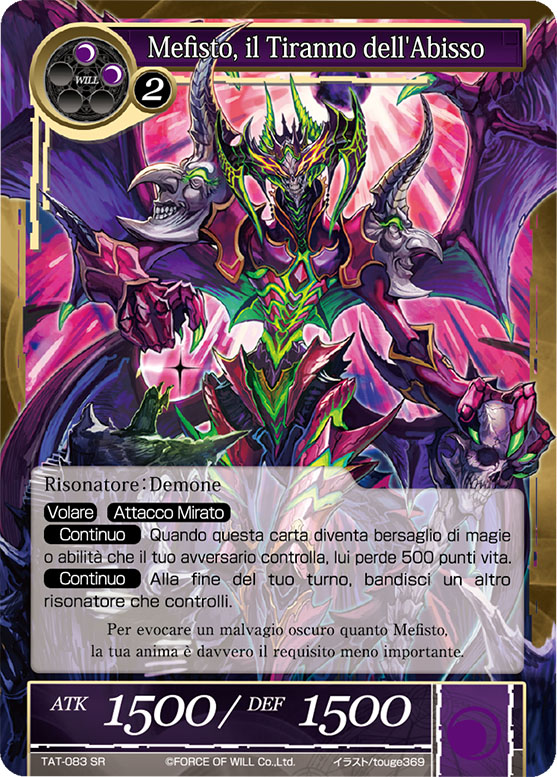 Mefisto, il Tiranno dell'Abisso
WILL
2
Risonatore:Demone
Volare Attacco Mirato
Continuo Quando questa carta diventa bersaglio di magie
o abilità che il tuo avversario controlla, lui perde 500 punti vita.
Continuo Alla fine del tuo turno, bandisci un altro
risonatore che controlli.
Per evocare un malvagio oscuro quanto Mefisto,
la tua anima è davvero il requisito meno importante.
ATK 1500 / DEF 1500
TAT-083 SR ©FORCE OF WILL Co.,Ltd. イラスト/touge369